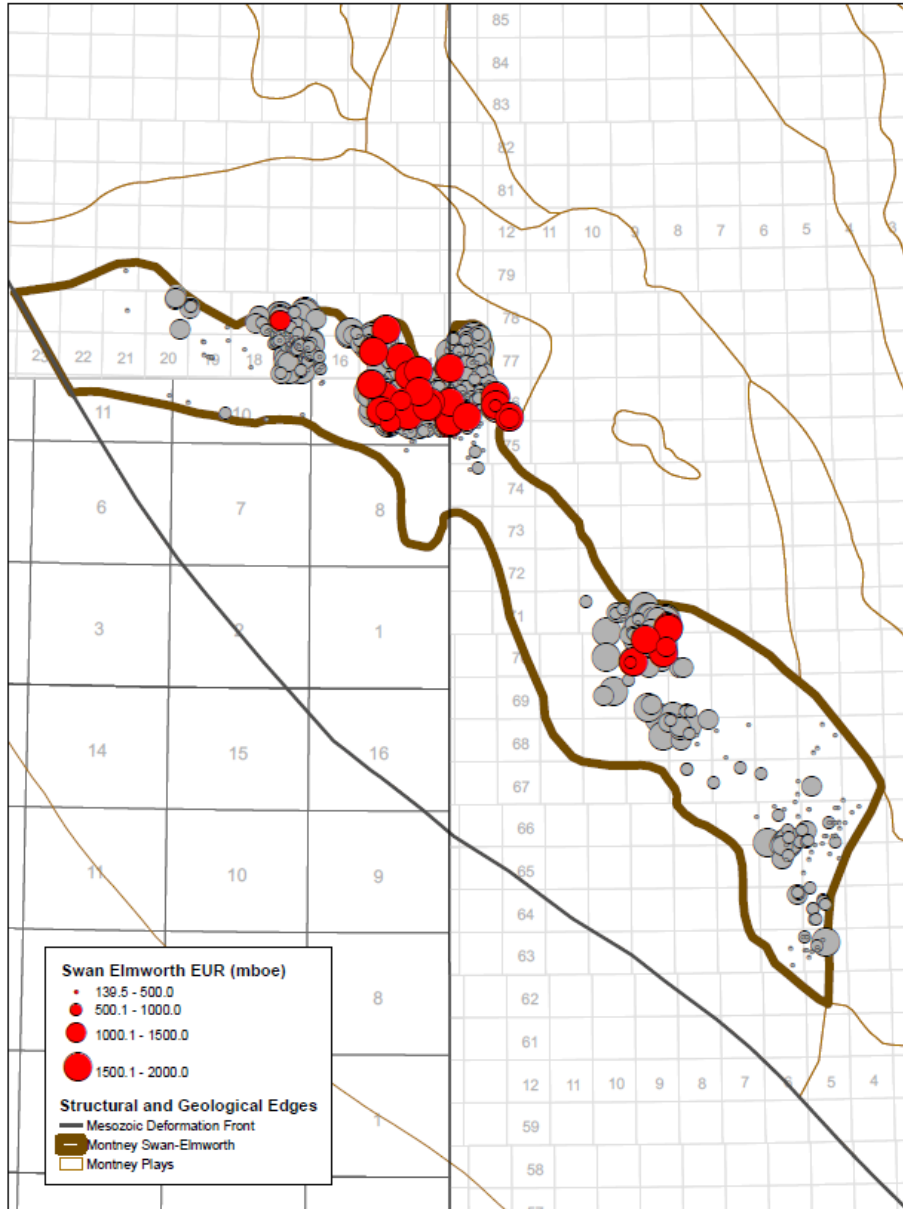 85
84
83
82
81
12 11 10 9 8 7 6 5 4 3
79
78
77
23 22 21 20 19 18 17 16
11 10
75
74
6 7 8
73
72
71
3 2 1
70
69
68
14 15 16
67
66
11 10 9
65
64
63
8
62
61
12 11 10 9 8 7 6 5 4
59
1
58
57
Swan Elmworth EUR (mboe)
139.5 - 500.0
500.1 - 1000.0
1000.1 - 1500.0
1500.1 - 2000.0
Structural and Geological Edges
Mesozoic Deformation Front
Montney Swan-Elmworth
Montney Plays